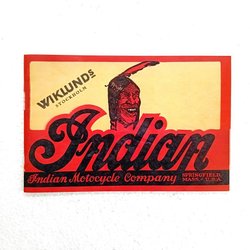 WIKLUNDS
STOCKHOLM
Indian
Indian Motocycle Company
SPRINGFIELD,
MASS. U.S.A.